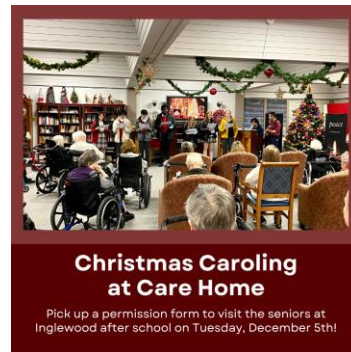 peace
Christmas Caroling
at Care Home
Pick up a permission form to visit the seniors at
Inglewood after school on Tuesday, December 5th!